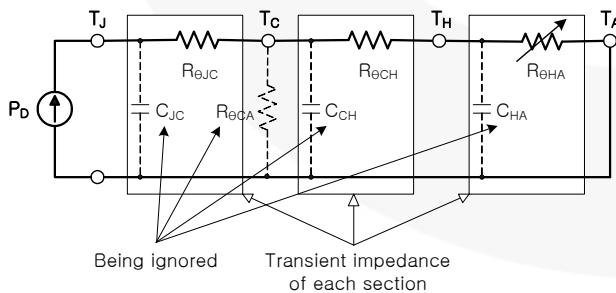 TJ
TC
TH
TA
RθJC
RθCH
RθHA
PD
CJC
RθCA
CCH
CHA
Being ignored
Transient impedance
of each section